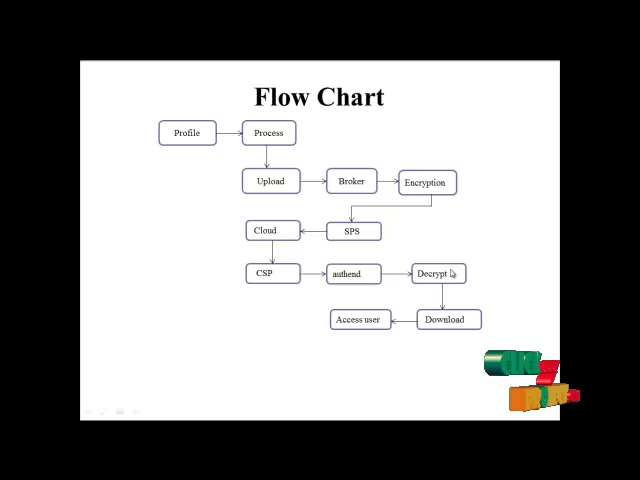 Flow Chart
Profile
Process
Upload
Broker
Encryption
Cloud
SPS
CSP
authend
Decrypt
Access user
Download